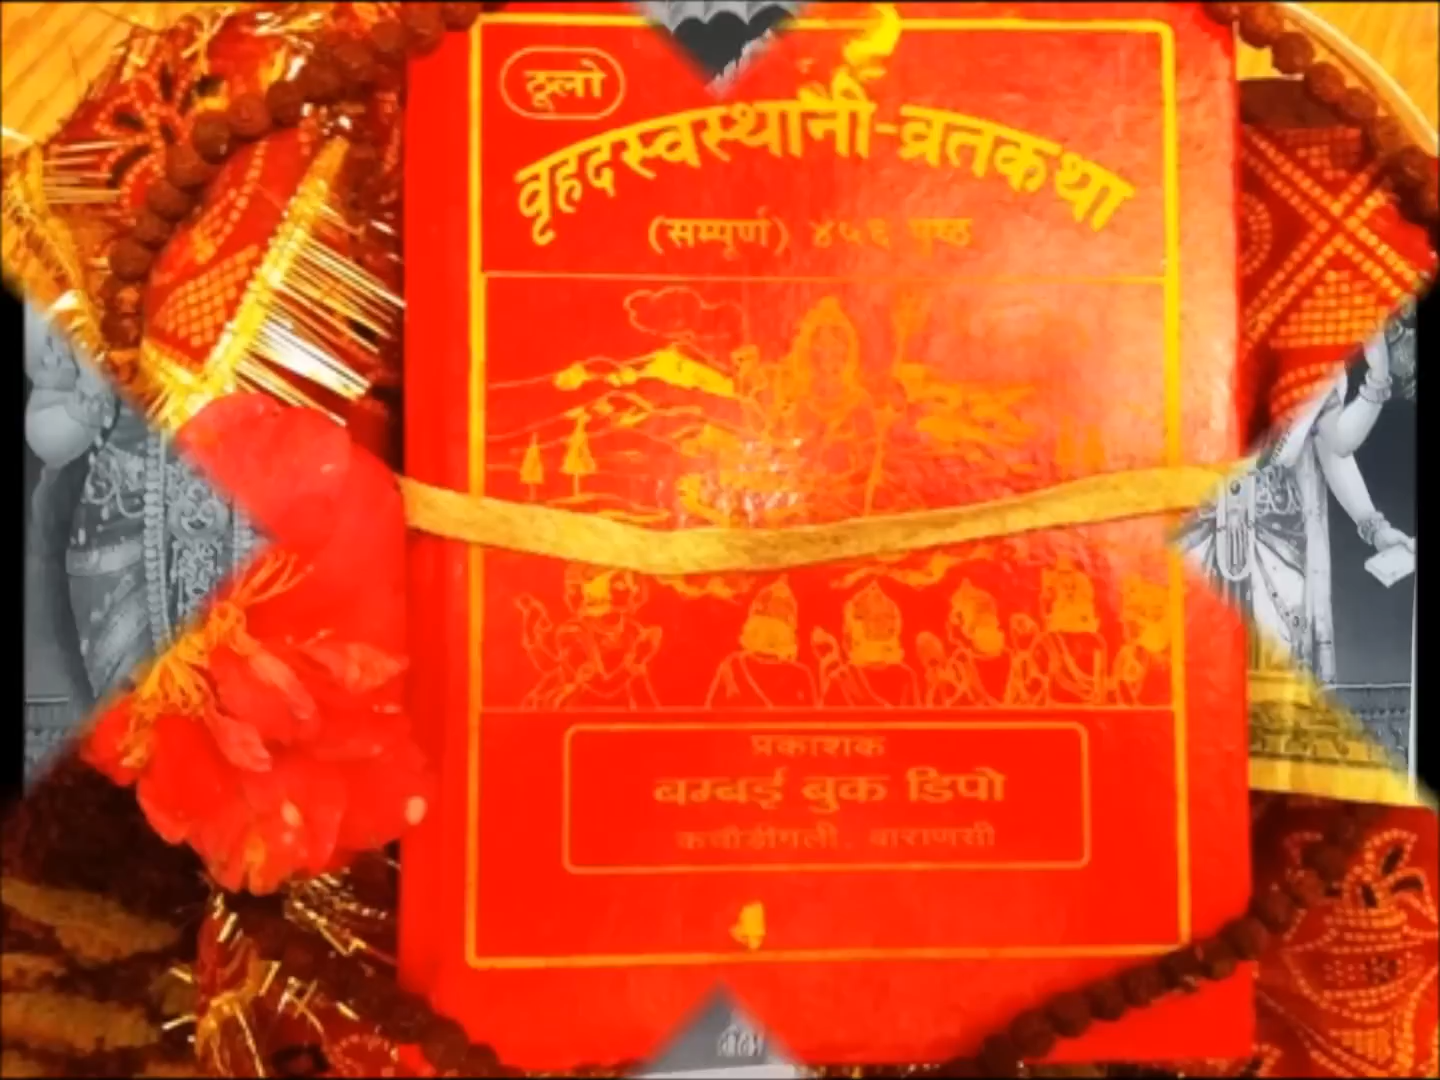 ठूलो
वृहदस्वस्थानी-व्रतकथा
(सम्पूर्ण) ४५६ पृष्ठ
प्रकाशक
बम्बई बुक डिपो
कचौडीगली, वाराणसी